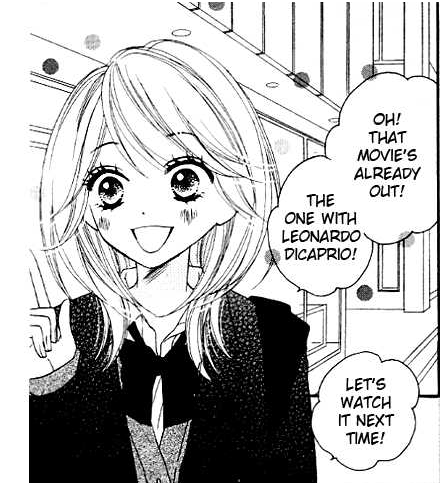 OH!
THAT
MOVIE'S
ALREADY
OUT!
THE
ONE WITH
LEONARDO
DICAPRIO!
LET'S
WATCH
IT NEXT
TIME!